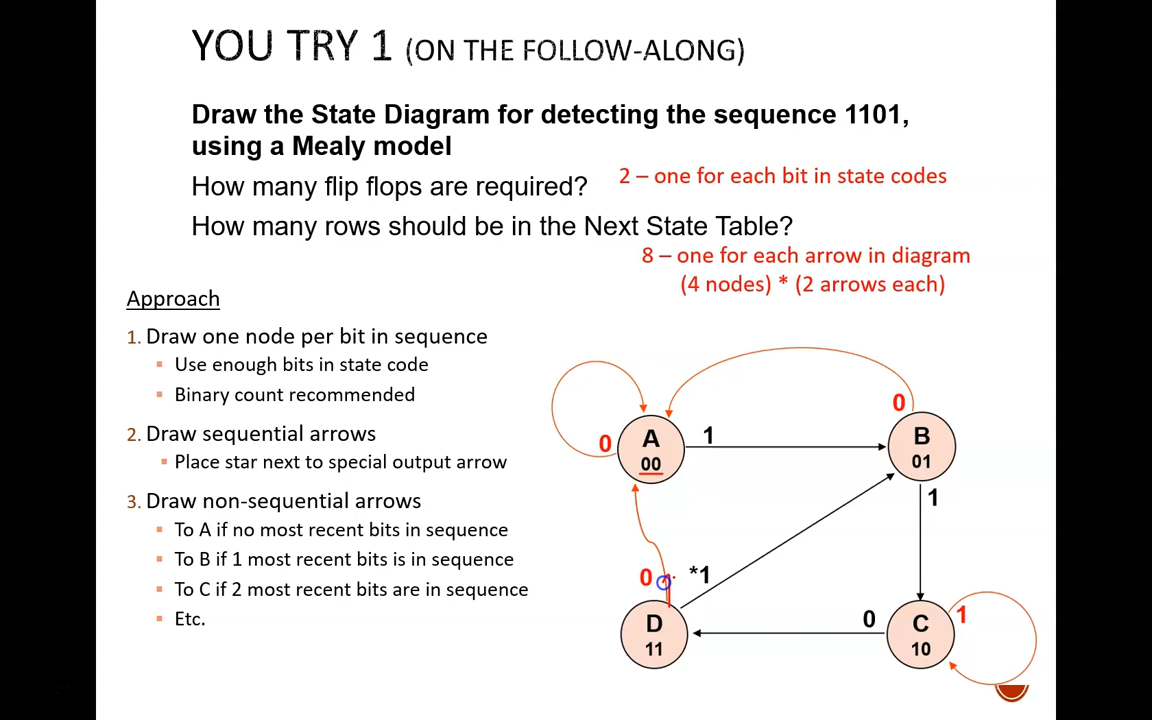 YOU TRY 1 (ON THE FOLLOW-ALONG)
Draw the State Diagram for detecting the sequence 1101,
using a Mealy model
How many flip flops are required?
2 – one for each bit in state codes
How many rows should be in the Next State Table?
8 – one for each arrow in diagram
(4 nodes) * (2 arrows each)
Approach
1. Draw one node per bit in sequence
▪ Use enough bits in state code
▪ Binary count recommended
2. Draw sequential arrows
▪ Place star next to special output arrow
3. Draw non-sequential arrows
▪ To A if no most recent bits in sequence
▪ To B if 1 most recent bits is in sequence
▪ To C if 2 most recent bits are in sequence
▪ Etc.
0
A
00
1
0
B
01
1
0
*1
D
11
0
C
10
1